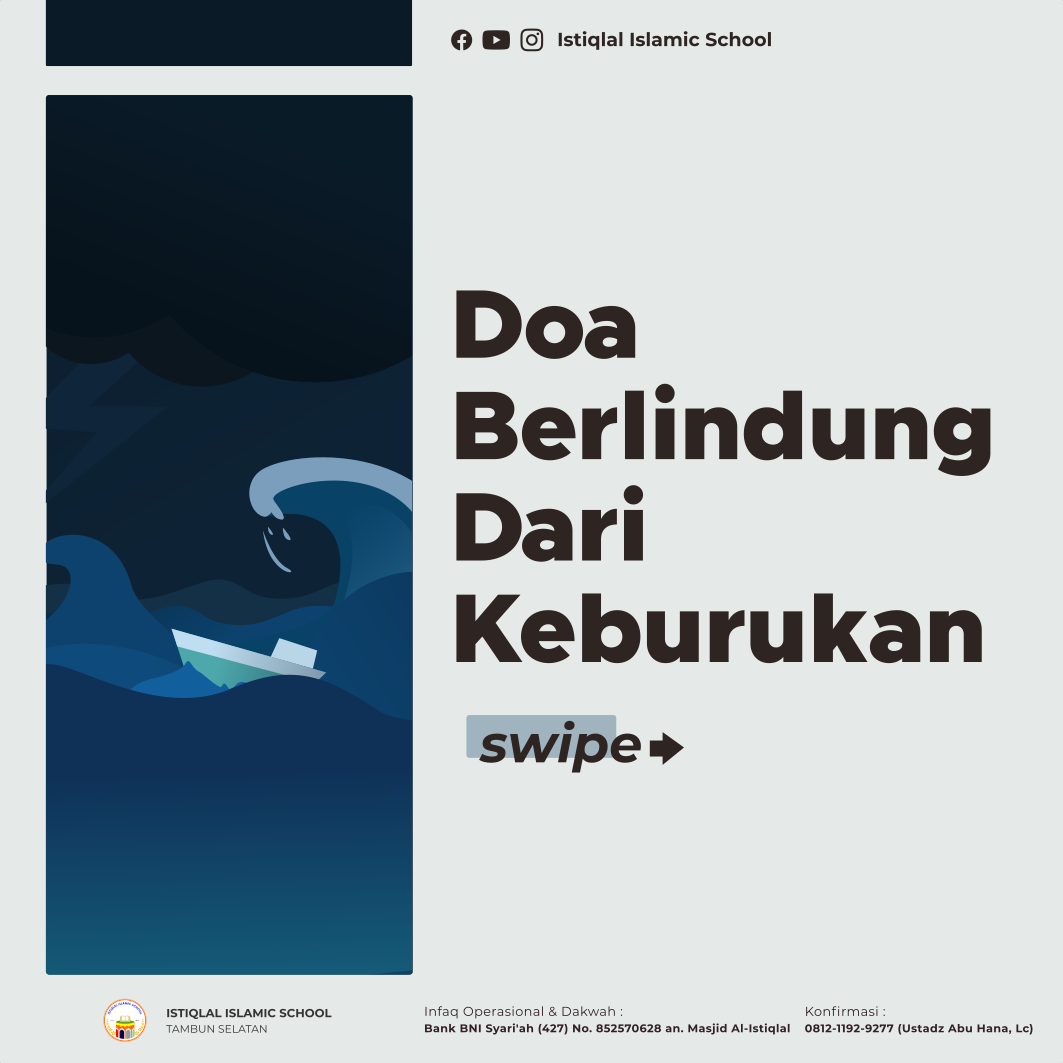 Istiqlal Islamic School
Doa
Berlindung
Dari
Keburukan
swipe
ISTIQLAL ISLAMIC SCHOOL
TAMBUN SELATAN
Infaq Operasional & Dakwah :
Bank BNI Syari'ah (427) No. 852570628 an. Masjid Al-Istiqlal
Konfirmasi :
0812-1192-9277 (Ustadz Abu Hana, Lc)